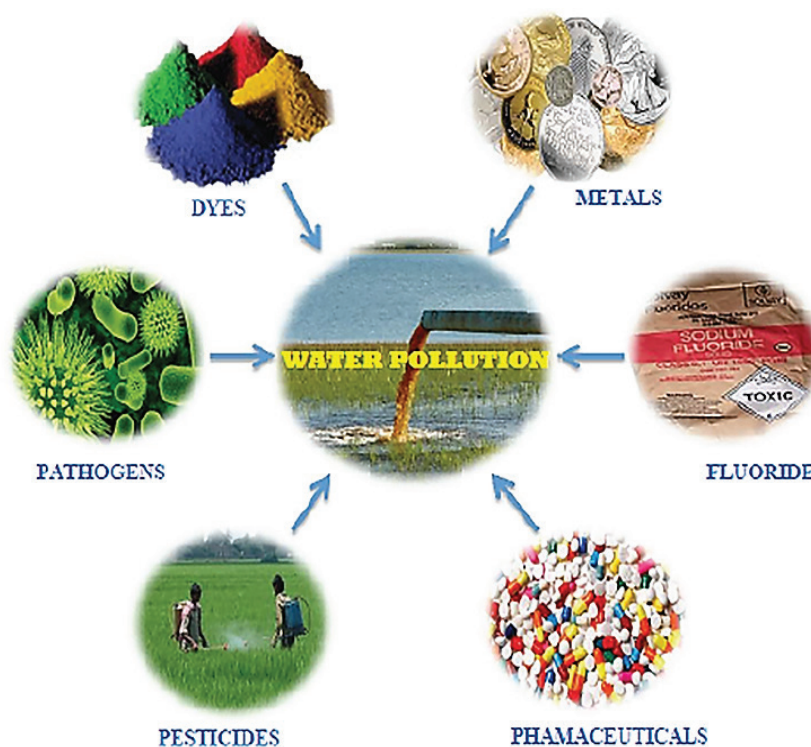 DYES
METALS
WATER POLLUTION
SODIUM
FLUORIDE
TOXIC
PATHOGENS
FLUORIDE
PESTICIDES
PHAMACEUTICALS